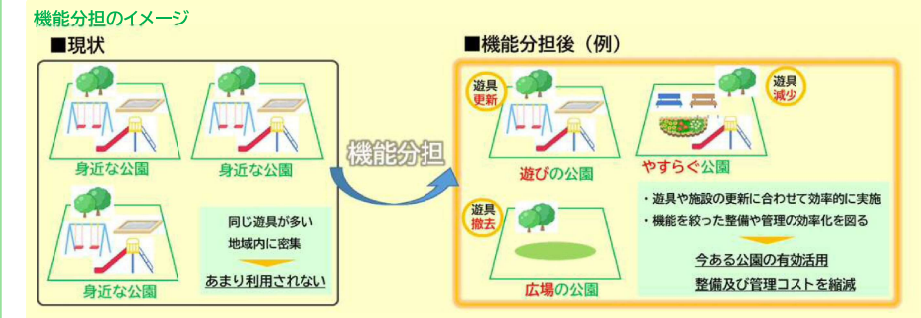 機能分担のイメージ
■現状
身近な公園
身近な公園
身近な公園
同じ遊具が多い
地域内に密集
あまり利用されない
機能分担
■機能分担後（例）
遊具
更新
遊びの公園
遊具
減少
やすらぐ公園
遊具
撤去
広場の公園
・遊具や施設の更新に合わせて効率的に実施
・機能を絞った整備や管理の効率化を図る
今ある公園の有効活用
整備及び管理コストを縮減